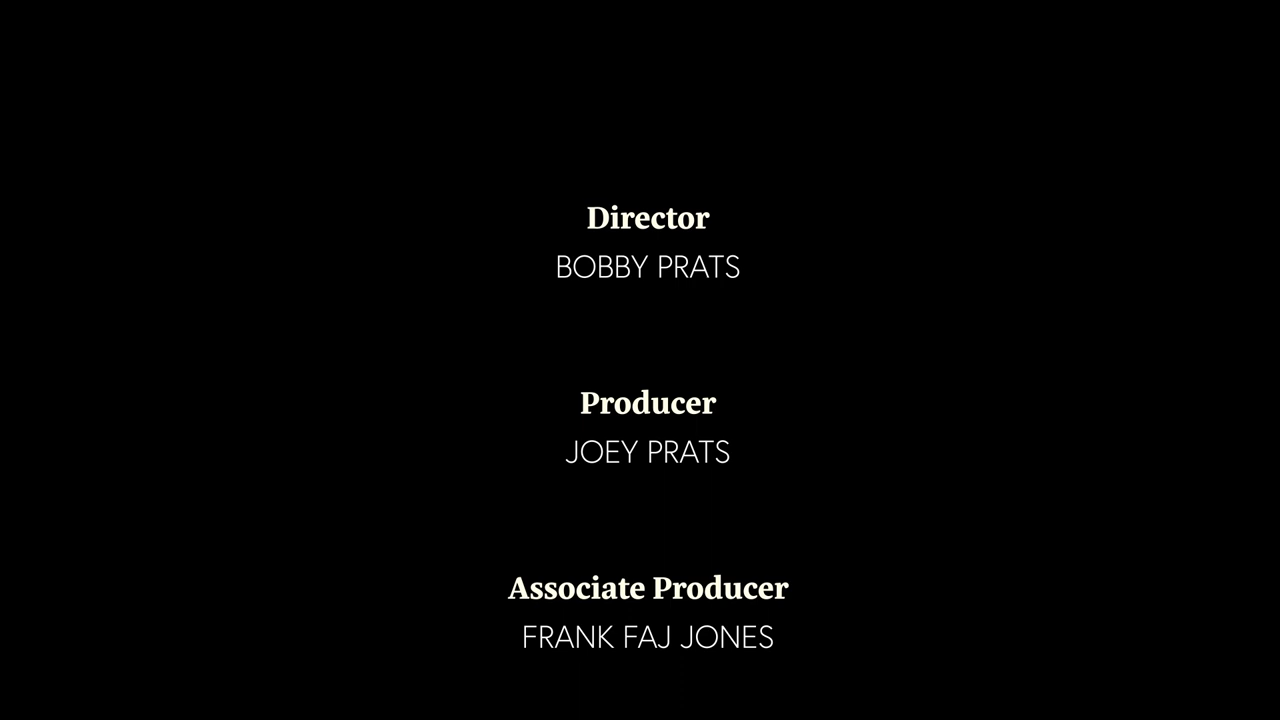 Director
BOBBY PRATS
Producer
JOEY PRATS
Associate Producer
FRANK FAJ JONES